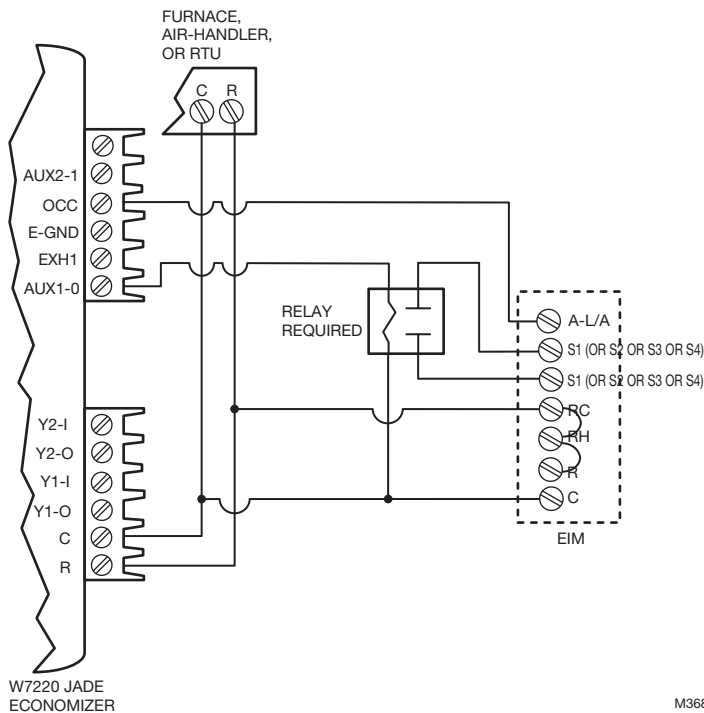 FURNACE,
AIR-HANDLER,
OR RTU
C R
AUX2-1
OCC
E-GND
EXH1
AUX1-0
RELAY
REQUIRED
A-L/A
S1 (OR S2 OR S3 OR S4)
S1 (OR S2 OR S3 OR S4)
RC
RH
R
C
EIM
Y2-I
Y2-O
Y1-I
Y1-O
C
R
W7220 JADE
ECONOMIZER
M368